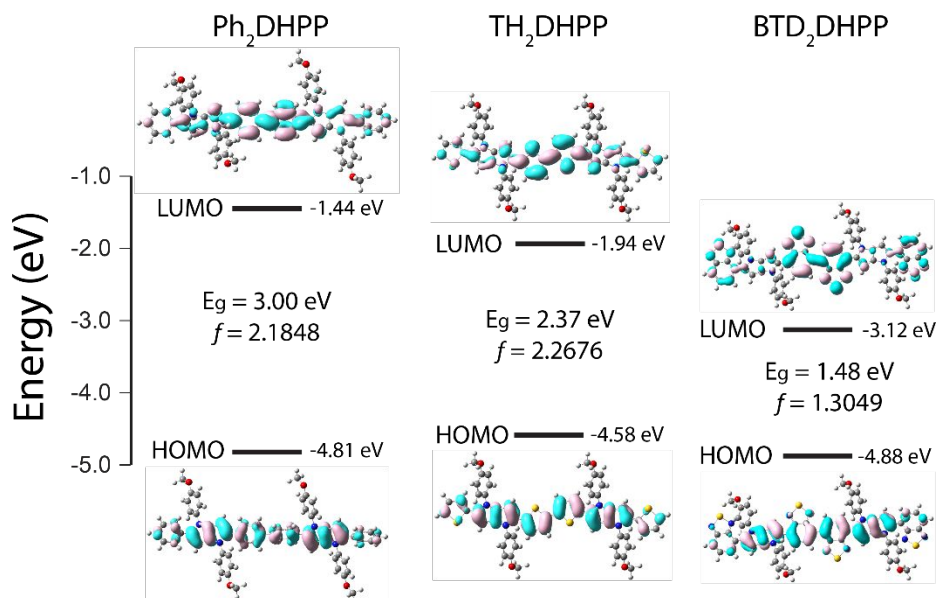 Ph₂DHPP
TH₂DHPP
BTD₂DHPP
Energy (eV)
-1.0
-2.0
-3.0
-4.0
-5.0
LUMO -1.44 eV
Eg = 3.00 eV
f = 2.1848
HOMO -4.81 eV
LUMO -1.94 eV
Eg = 2.37 eV
f = 2.2676
HOMO -4.58 eV
LUMO -3.12 eV
Eg = 1.48 eV
f = 1.3049
HOMO -4.88 eV